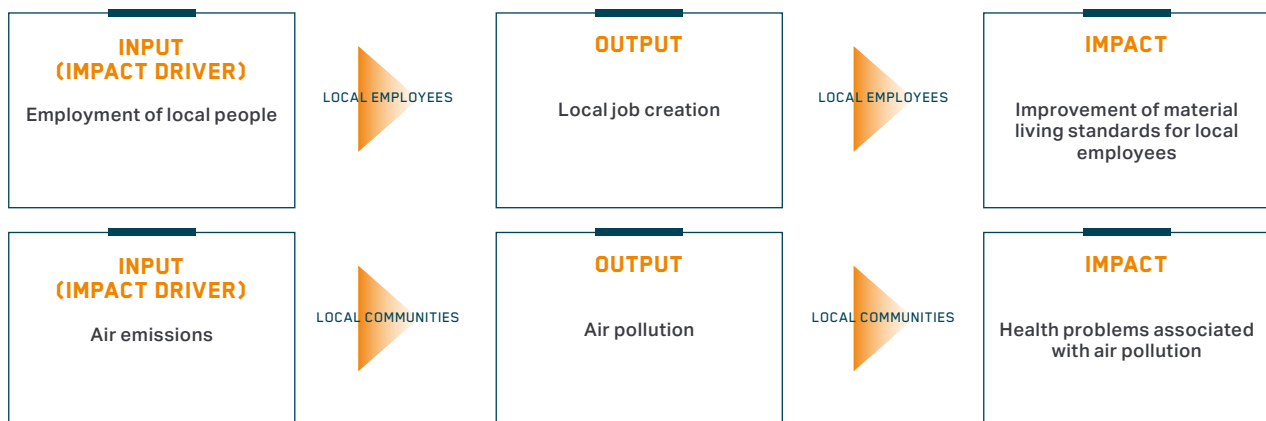 INPUT
(IMPACT DRIVER)
Employment of local people
LOCAL EMPLOYEES
OUTPUT
Local job creation
LOCAL EMPLOYEES
IMPACT
Improvement of material
living standards for local
employees
INPUT
(IMPACT DRIVER)
Air emissions
LOCAL COMMUNITIES
OUTPUT
Air pollution
LOCAL COMMUNITIES
IMPACT
Health problems associated
with air pollution